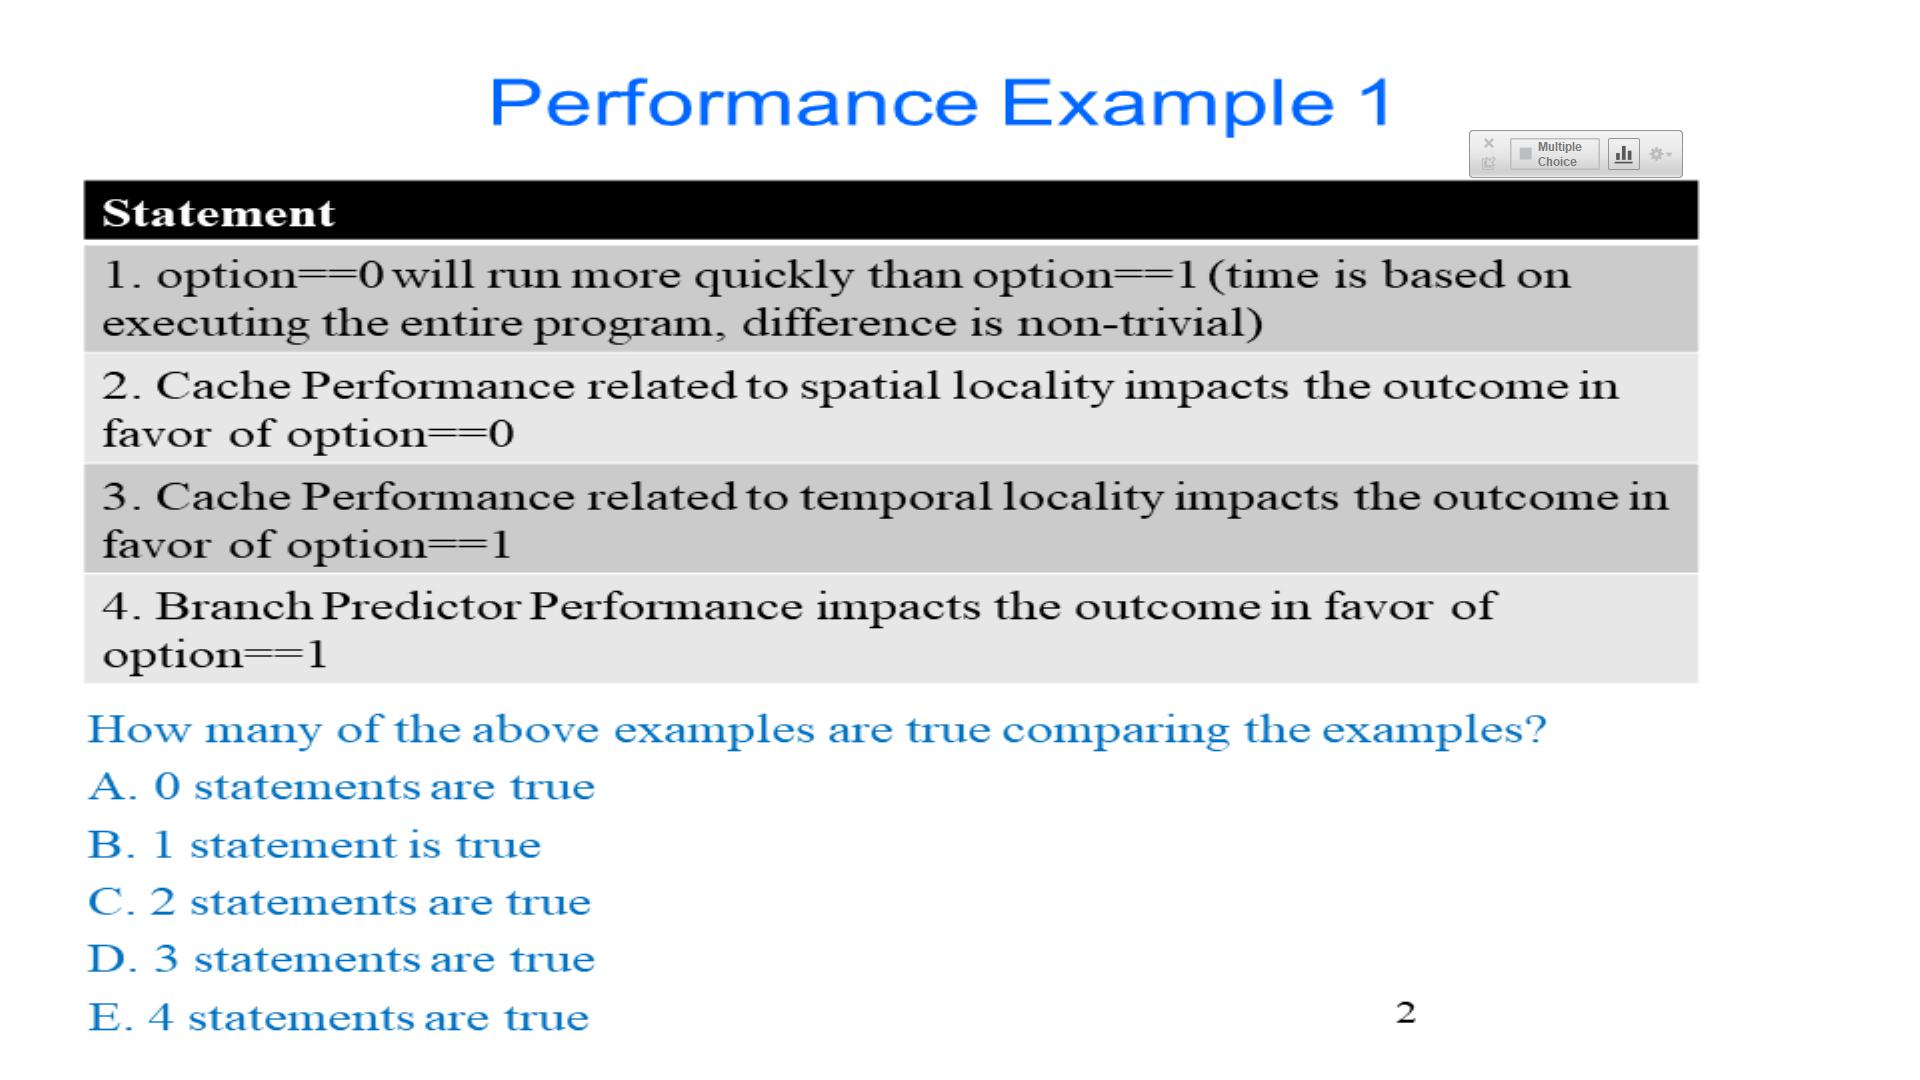 Performance Example 1
Multiple
Choice
Statement
1. option==0 will run more quickly than option==1 (time is based on
executing the entire program, difference is non-trivial)
2. Cache Performance related to spatial locality impacts the outcome in
favor of option==0
3. Cache Performance related to temporal locality impacts the outcome in
favor of option==1
4. Branch Predictor Performance impacts the outcome in favor of
option==1
How many of the above examples are true comparing the examples?
A. 0 statements are true
B. 1 statement is true
C. 2 statements are true
D. 3 statements are true
E. 4 statements are true
2